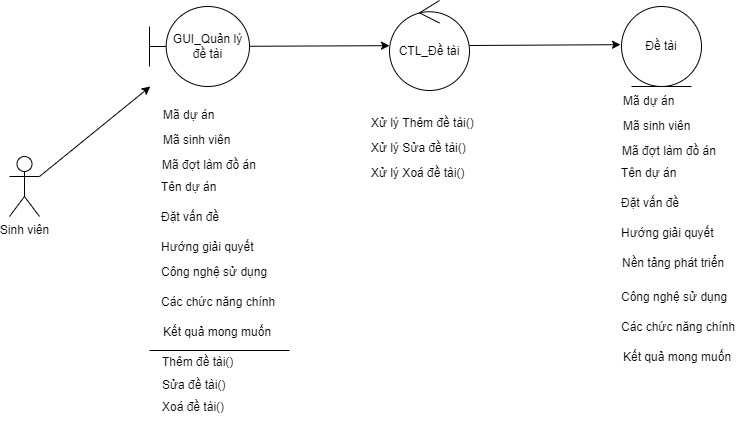 GUI_Quản lý
đề tài
CTL_Đề tài
Đề tài
Sinh viên
Mã dự án
Mã sinh viên
Mã đợt làm đồ án
Tên dự án
Đặt vấn đề
Hướng giải quyết
Công nghệ sử dụng
Các chức năng chính
Kết quả mong muốn
Thêm đề tài()
Sửa đề tài()
Xoá đề tài()
Xử lý Thêm đề tài()
Xử lý Sửa đề tài()
Xử lý Xoá đề tài()
Mã dự án
Mã sinh viên
Mã đợt làm đồ án
Tên dự án
Đặt vấn đề
Hướng giải quyết
Nền tảng phát triển
Công nghệ sử dụng
Các chức năng chính
Kết quả mong muốn